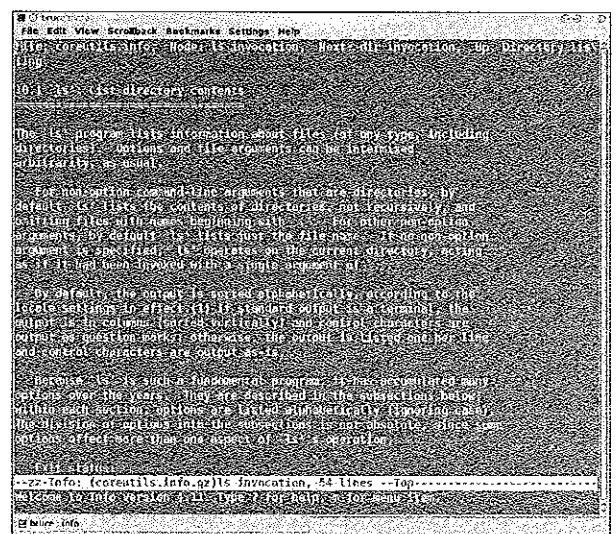 File Edit View Scrollback Bookmarks Settings Help
File: coreutils.info, Node: ls invocation, Next: dir invocation, Up: Directory lis
ting
10.1 `ls': List directory contents
The `ls' program lists information about files (of any type, including
directories). Options and file arguments can be intermixed
arbitrarily, as usual.
For non-option command-line arguments that are directories, by
default `ls' lists the contents of directories, not recursively, and
omitting files with names beginning with `.'. For other non-option
arguments, by default `ls' lists just the file name. If no non-option
argument is specified, `ls' operates on the current directory, acting
as if it had been invoked with a single argument of `.'.
By default, the output is sorted alphabetically, according to the
locale settings in effect.(1) If standard output is a terminal, the
output is in columns (sorted vertically) and control characters are
output as question marks; otherwise, the output is listed one per line
and control characters are output as-is.
Because `ls' is such a fundamental program, it has accumulated many
options over the years. They are described in the subsections below;
within each section, options are listed alphabetically (ignoring case).
The division of options into the subsections is not absolute, since some
options affect more than one aspect of `ls''s operation.
Exit status:
--zz-Info: (coreutils.info.gz)ls invocation, 54 lines --Top
Welcome to Info version 4.11. Type ? for help, m for menu item.
bruce : info